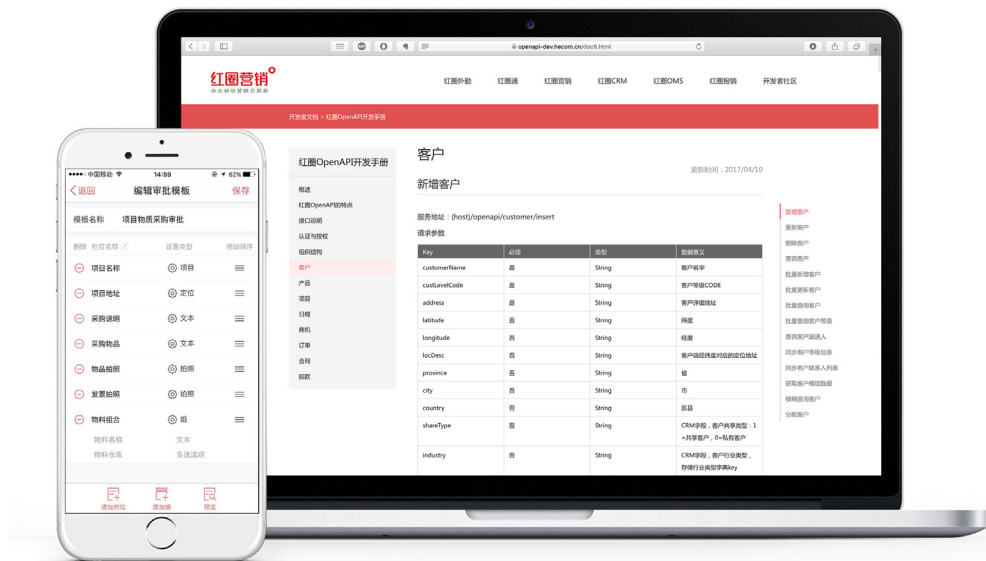 openapi-dev.hecom.cn/doc6.html
红圈营销
企业移动营销云服务
红圈外勤 红圈通 红圈营销 红圈CRM 红圈OMS 红圈报销 开发者社区
开发者文档 > 红圈OpenAPI开发手册
红圈OpenAPI开发手册
概述
红圈OpenAPI的特点
接口说明
认证与授权
组织结构
客户
产品
项目
日程
商机
订单
合同
回款
客户
更新时间：2017/04/10
新增客户
服务地址：{host}/openapi/customer/insert
请求参数
Key 必须 类型 数据意义
customerName 是 String 客户名字
custLevelCode 是 String 客户等级CODE
address 是 String 客户详细地址
latitude 否 String 纬度
longitude 否 String 经度
locDesc 否 String 客户端经纬度对应的定位地址
province 否 String 省
city 否 String 市
country 否 String 区县
shareType 否 String CRM字段，客户共享类型：1
=共享客户，0=私有客户
industry 否 String CRM字段，客户行业类型，
存储行业类型字典key
新增客户
更新客户
删除客户
查询客户
批量新增客户
批量更新客户
批量查询客户
批量查询客户等级
查询客户跟进人
同步客户等级信息
同步客户联系人列表
获取客户模版数据
模糊查询客户
分配客户
中国移动 14:59 62%
返回 编辑审批模板 保存
模板名称 项目物质采购审批
删除 栏位名称 设置类型 拖动排序
项目名称 项目
项目地址 定位
采购说明 文本
采购物品 文本
物品拍照 拍照
发票拍照 拍照
物料组合 组
物料名称 文本
物料仓库 多选选项
添加栏位 添加组 预览